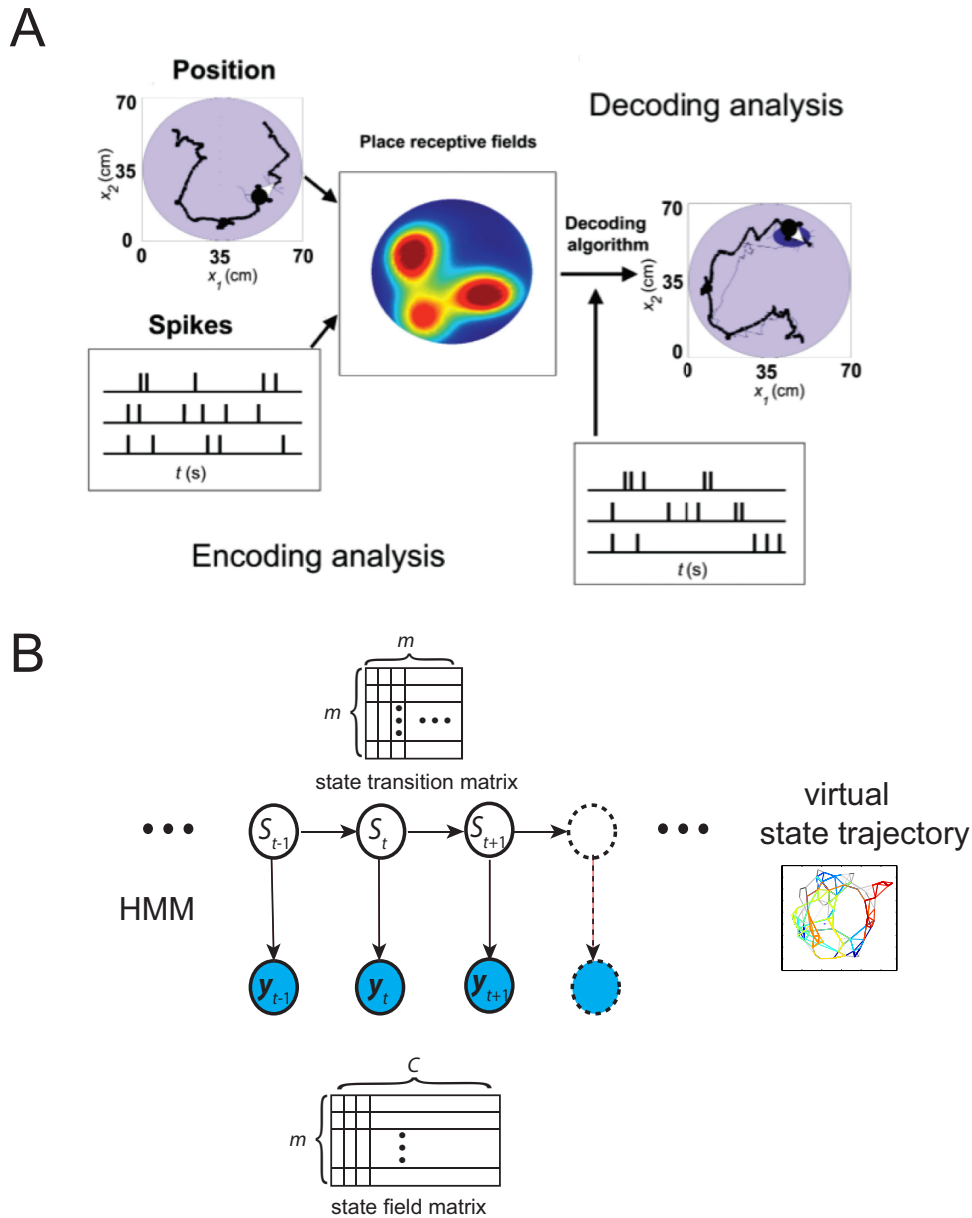 A
Position
70
35
0
x2 (cm)
0 35 70
x1 (cm)
Spikes
t (s)
Encoding analysis
Place receptive fields
Decoding analysis
Decoding
algorithm
70
35
0
x2 (cm)
0 35 70
x1 (cm)
t (s)
B
m
m
state transition matrix
St-1
St
St+1
virtual
state trajectory
HMM
yt-1
yt
yt+1
C
m
state field matrix